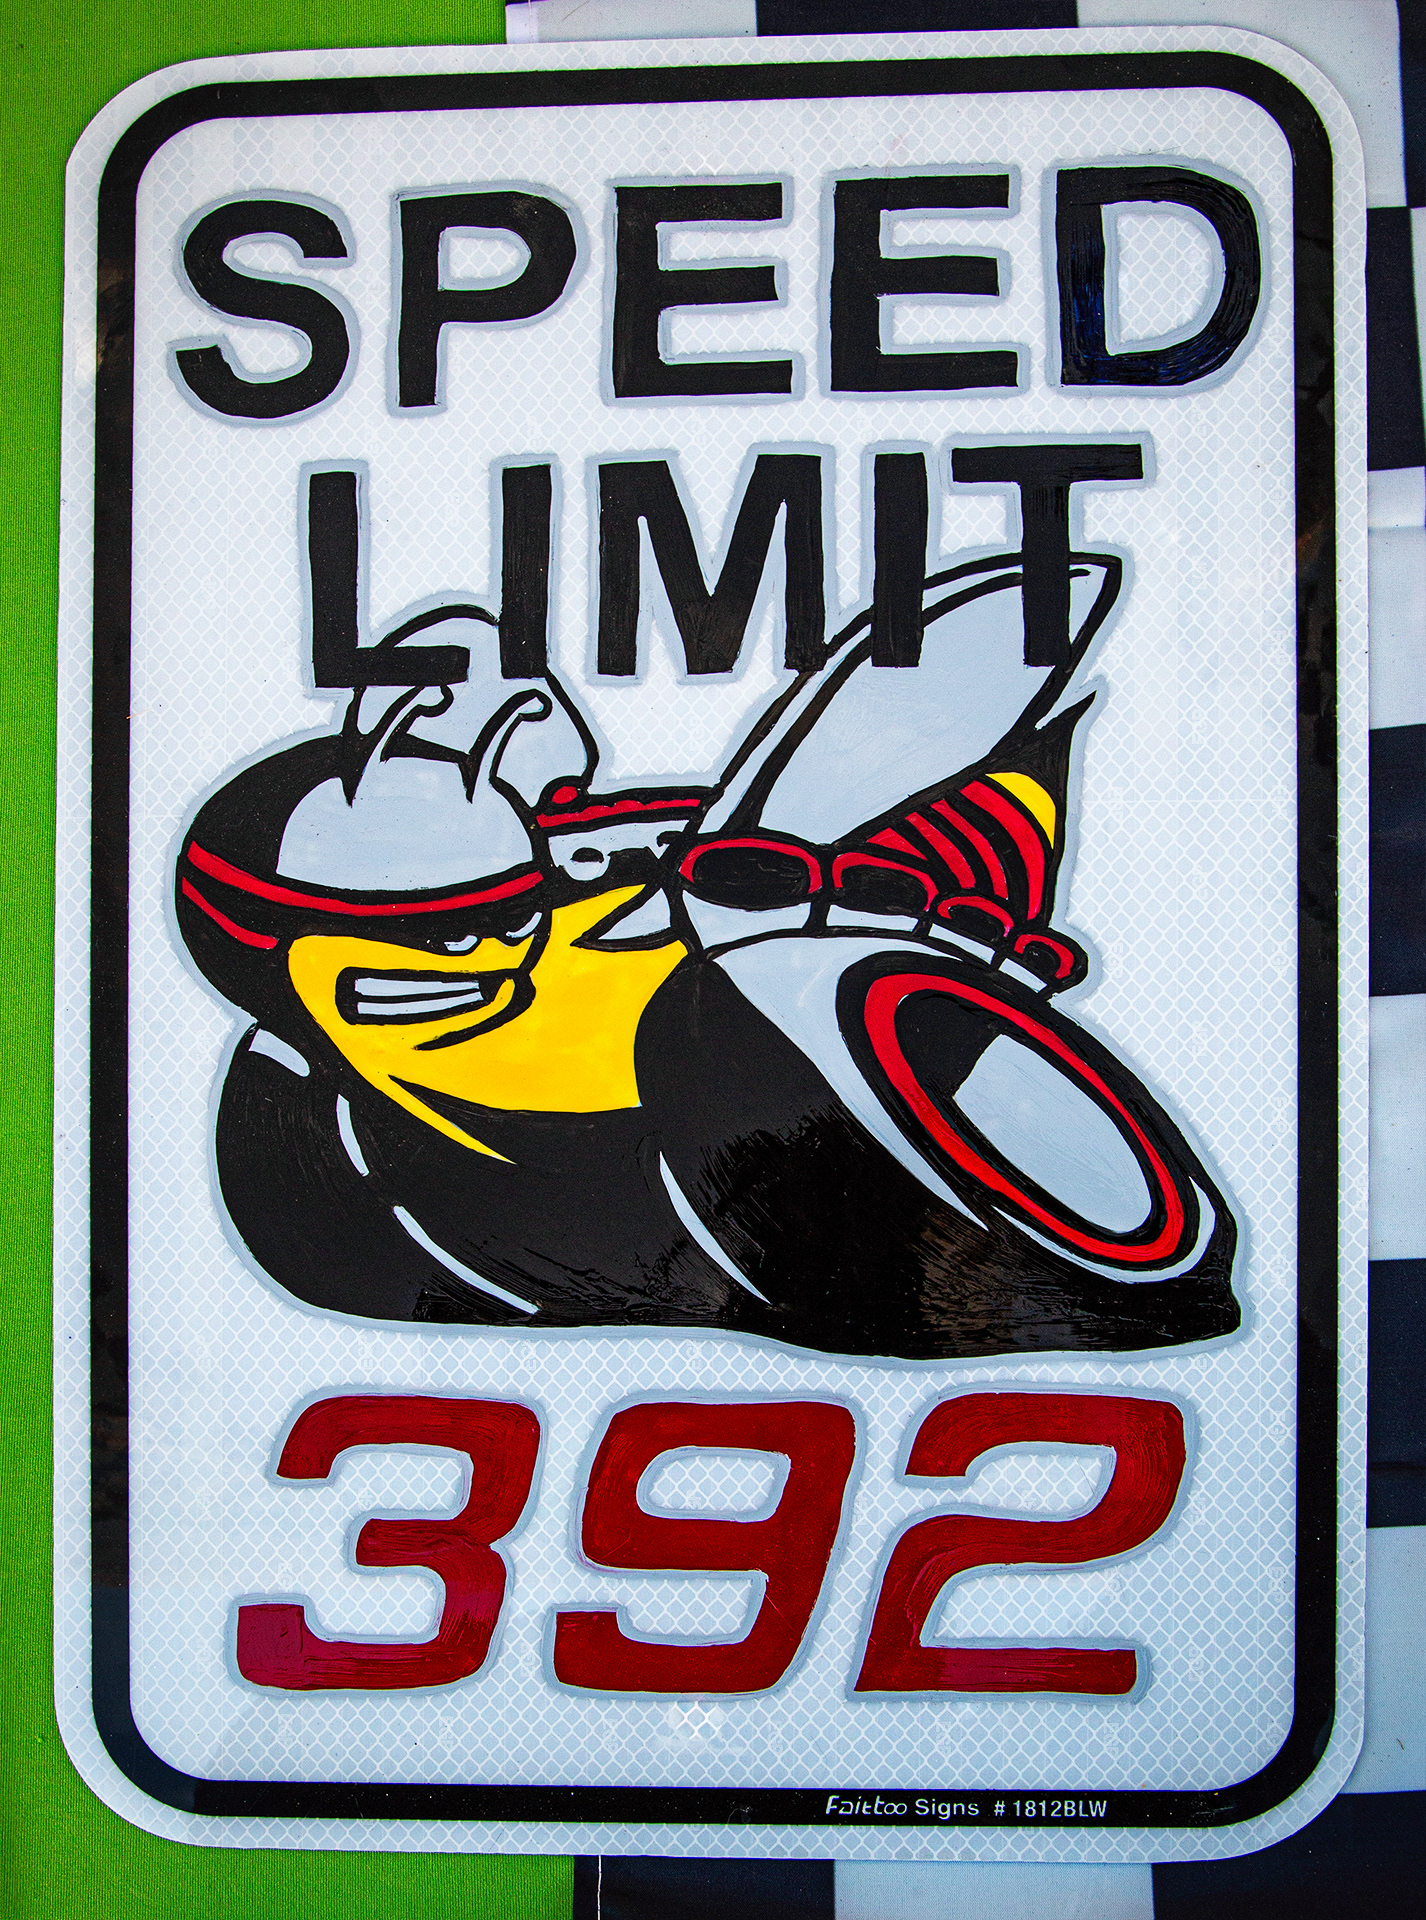 SPEED
LIMIT
392
Faittoo Signs # 1812BLW